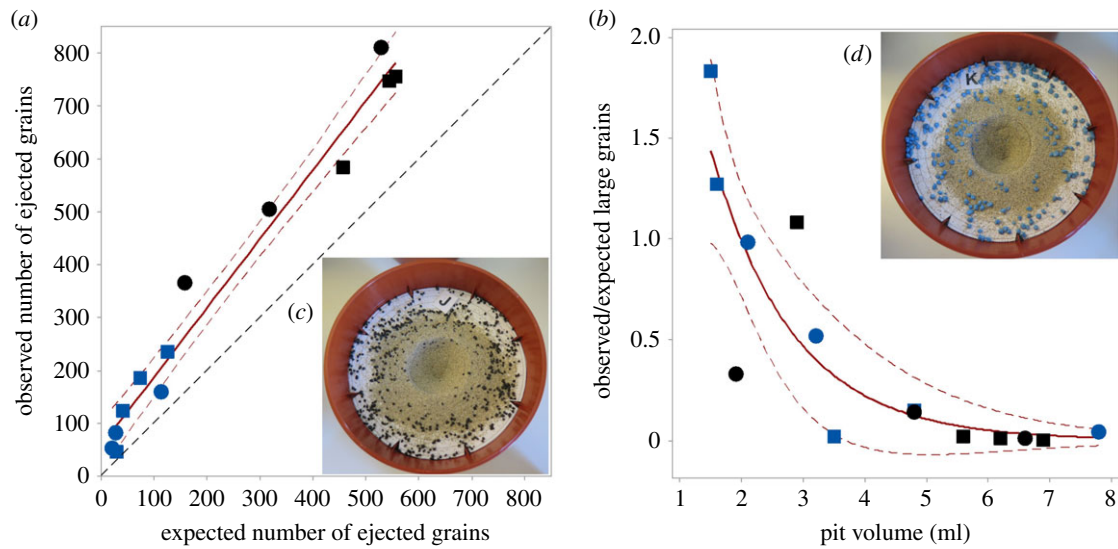 (a)
800
700
600
500
400
300
200
100
0
observed number of ejected grains
0 100 200 300 400 500 600 700 800
expected number of ejected grains
(c)
J
(b)
2.0
1.5
1.0
0.5
0
observed/expected large grains
1 2 3 4 5 6 7 8
pit volume (ml)
(d)
K